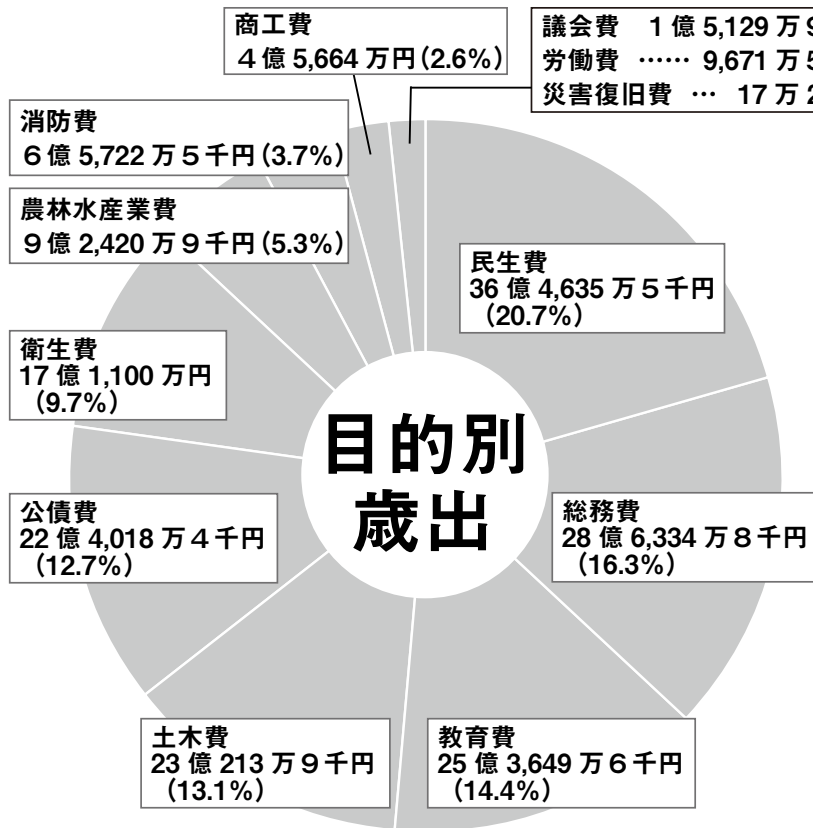 商工費
4億 5,664 万円(2.6%)
議会費 1億 5,129 万9
労働費 …… 9,671 万5
災害復旧費 … 17 万2
消防費
6億 5,722 万5千円(3.7%)
農林水産業費
9億 2,420 万9千円(5.3%)
民生費
36 億 4,635 万5千円
(20.7%)
衛生費
17 億 1,100 万円
(9.7%)
目的別
歳出
公債費
22 億 4,018 万4千円
(12.7%)
総務費
28 億 6,334 万8千円
(16.3%)
土木費
23 億 213 万9千円
(13.1%)
教育費
25 億 3,649 万6千円
(14.4%)